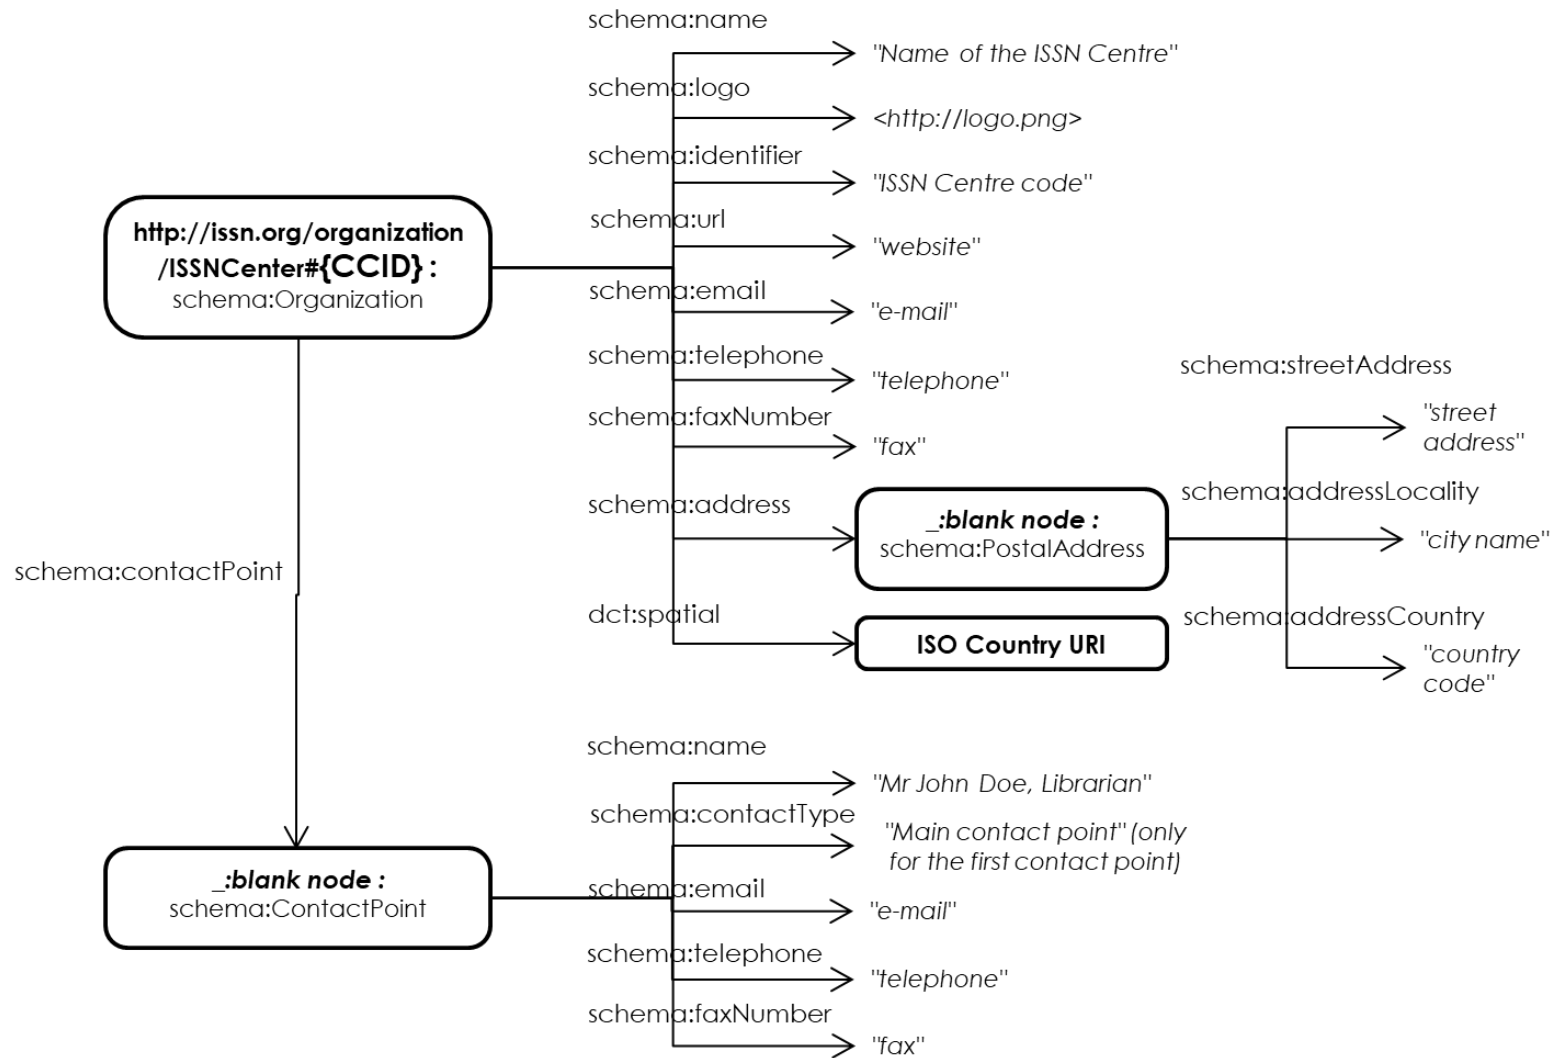 schema:name
"Name of the ISSN Centre"
schema:logo
<http://logo.png>
schema:identifier
"ISSN Centre code"
http://issn.org/organization
/ISSNCenter#{CCID} :
schema:Organization
schema:url
"website"
schema:email
"e-mail"
schema:telephone
"telephone"
schema:faxNumber
"fax"
schema:address
_:blank node :
schema:PostalAddress
schema:streetAddress
"street
address"
schema:addressLocality
"city name"
schema:addressCountry
"country
code"
dct:spatial
ISO Country URI
schema:contactPoint
_:blank node :
schema:ContactPoint
schema:name
"Mr John Doe, Librarian"
schema:contactType
"Main contact point" (only
for the first contact point)
schema:email
"e-mail"
schema:telephone
"telephone"
schema:faxNumber
"fax"